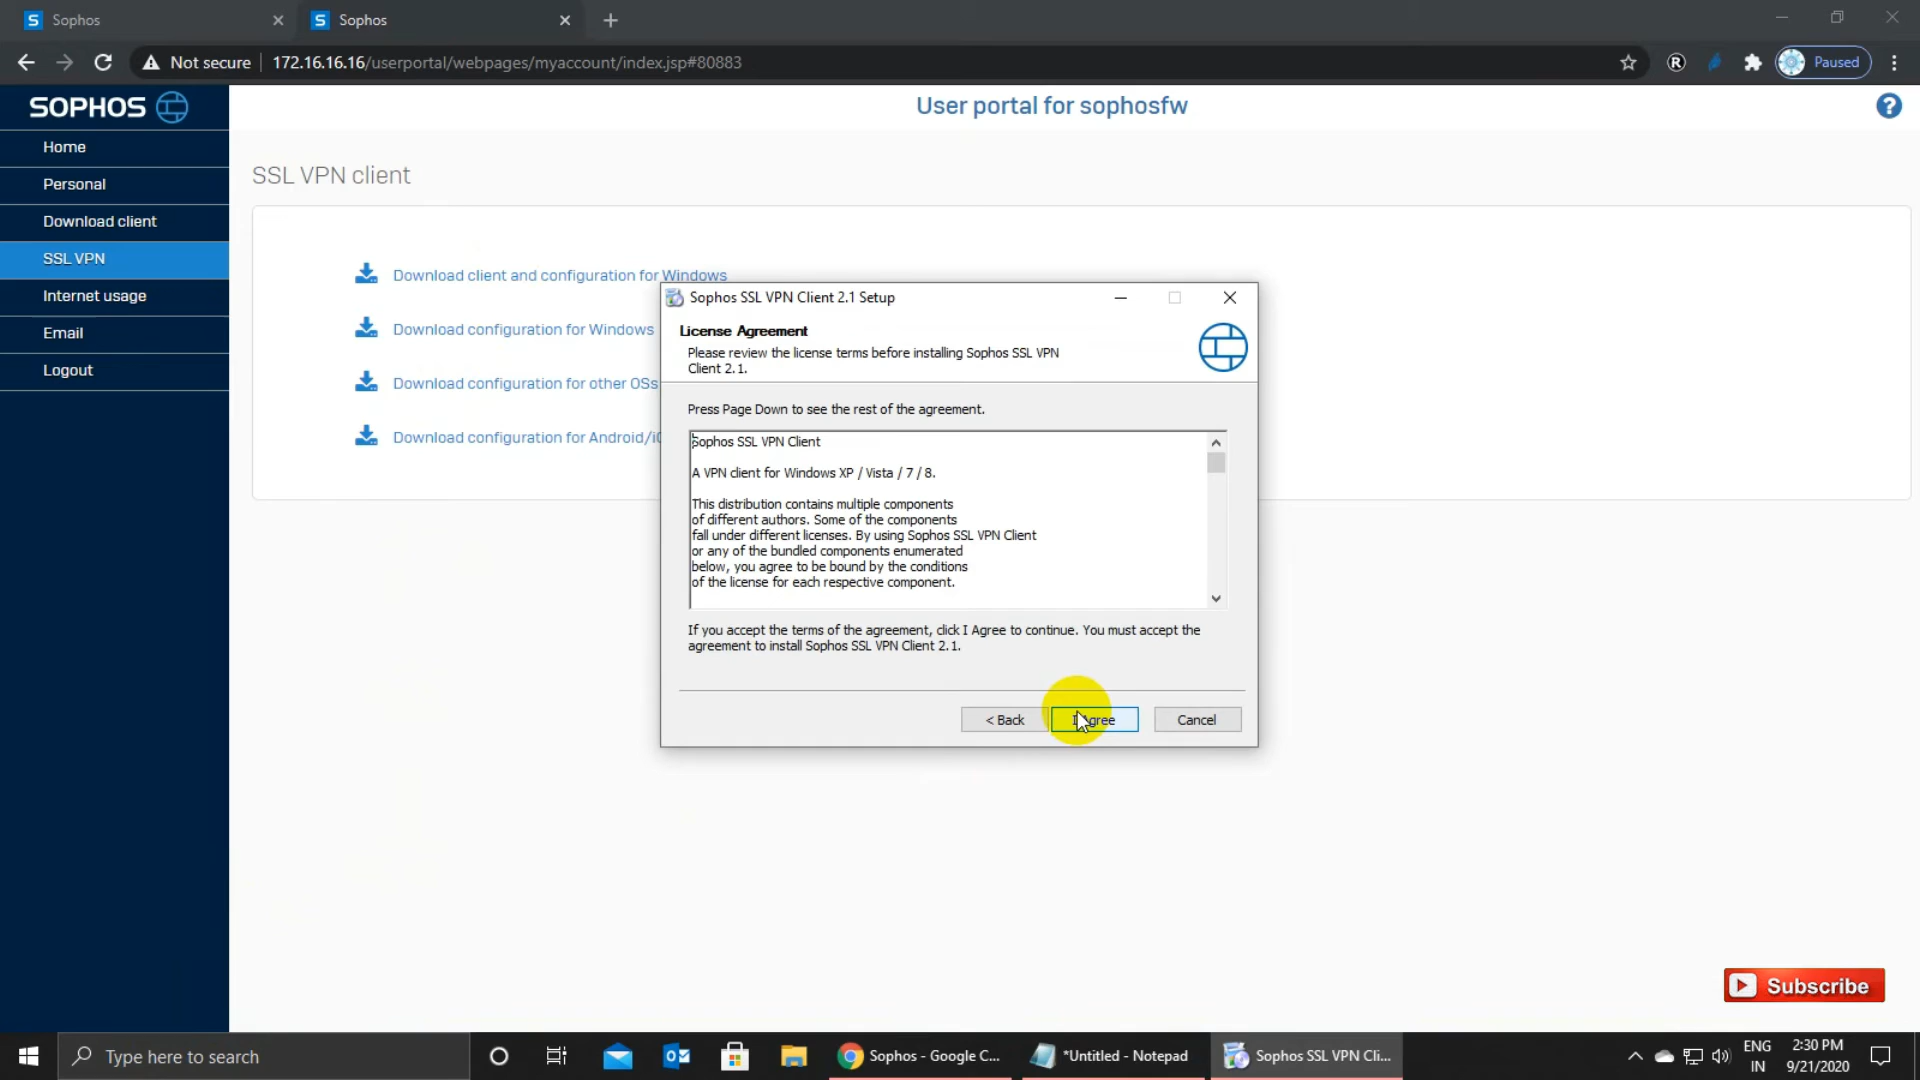 Sophos
Sophos
Not secure
172.16.16.16/userportal/webpages/myaccount/index.jsp#80883
Paused
SOPHOS
User portal for sophosfw
Home
Personal
Download client
SSL VPN
Internet usage
Email
Logout
SSL VPN client
Download client and configuration for Windows
Download configuration for Windows
Download configuration for other OSs
Download configuration for Android/i
Sophos SSL VPN Client 2.1 Setup
License Agreement
Please review the license terms before installing Sophos SSL VPN
Client 2.1.
Press Page Down to see the rest of the agreement.
Sophos SSL VPN Client
A VPN client for Windows XP / Vista / 7 / 8.
This distribution contains multiple components
of different authors. Some of the components
fall under different licenses. By using Sophos SSL VPN Client
or any of the bundled components enumerated
below, you agree to be bound by the conditions
of the license for each respective component.
If you accept the terms of the agreement, click I Agree to continue. You must accept the
agreement to install Sophos SSL VPN Client 2.1.
< Back
I Agree
Cancel
Subscribe
Type here to search
Sophos - Google C...
*Untitled - Notepad
Sophos SSL VPN Cli...
ENG
IN
2:30 PM
9/21/2020